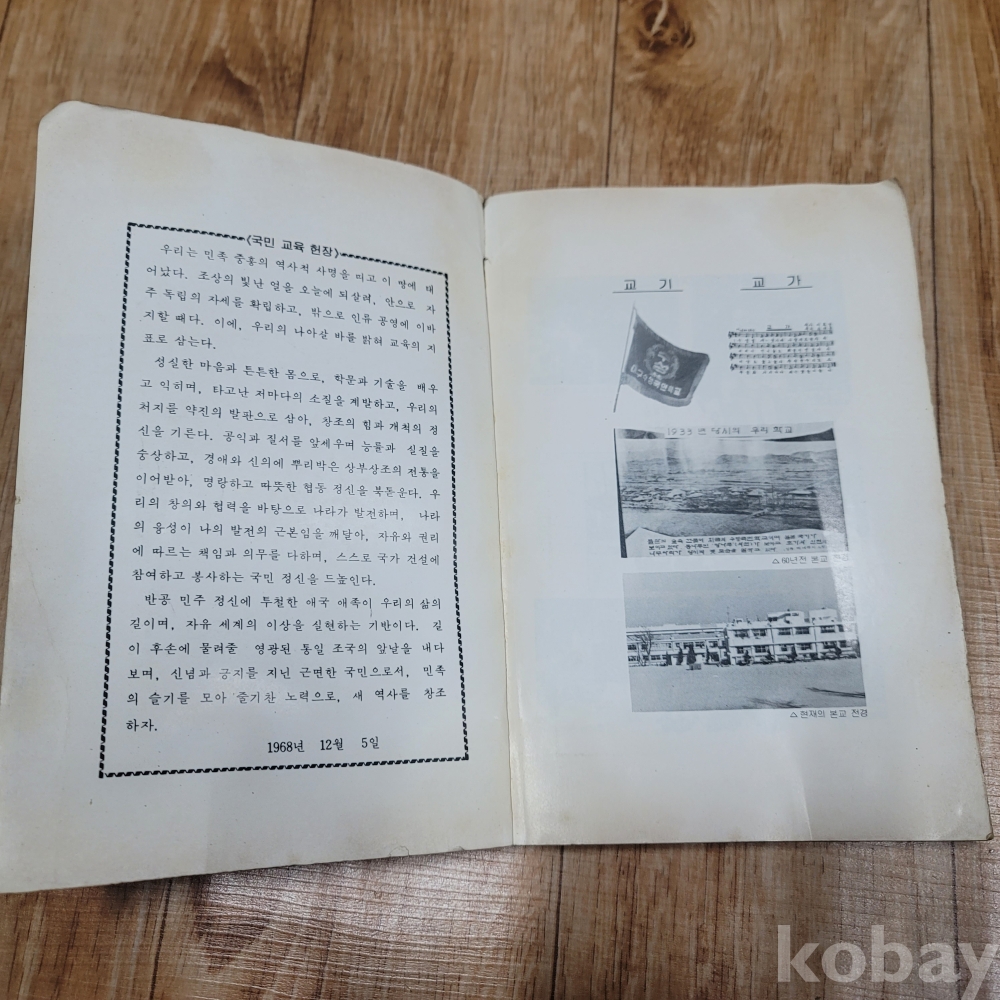 <국민 교육 헌장>
우리는 민족 중흥의 역사적 사명을 띠고 이 땅에 태
어났다. 조상의 빛난 얼을 오늘에 되살려, 안으로 자
주 독립의 자세를 확립하고, 밖으로 인류 공영에 이바
지할 때다. 이에, 우리의 나아갈 바를 밝혀 교육의 지
표로 삼는다.
성실한 마음과 튼튼한 몸으로, 학문과 기술을 배우
고 익히며, 타고난 저마다의 소질을 계발하고, 우리의
처지를 약진의 발판으로 삼아, 창조의 힘과 개척의 정
신을 기른다. 공익과 질서를 앞세우며 능률과 실질을
숭상하고, 경애와 신의에 뿌리박은 상부상조의 전통을
이어받아, 명랑하고 따뜻한 협동 정신을 북돋운다. 우
리의 창의와 협력을 바탕으로 나라가 발전하며, 나라
의 융성이 나의 발전의 근본임을 깨달아, 자유와 권리
에 따르는 책임과 의무를 다하며, 스스로 국가 건설에
참여하고 봉사하는 국민 정신을 드높인다.
반공 민주 정신에 투철한 애국 애족이 우리의 삶의
길이며, 자유 세계의 이상을 실현하는 기반이다. 길
이 후손에 물려줄 영광된 통일 조국의 앞날을 내다
보며, 신념과 긍지를 지닌 근면한 국민으로서, 민족
의 슬기를 모아 줄기찬 노력으로, 새 역사를 창조
하자.
1968년 12월 5일
교 기
교 가
1933년 당시의 우리 학교
△60년전 본교 전경
△현재의 본교 전경
kobay